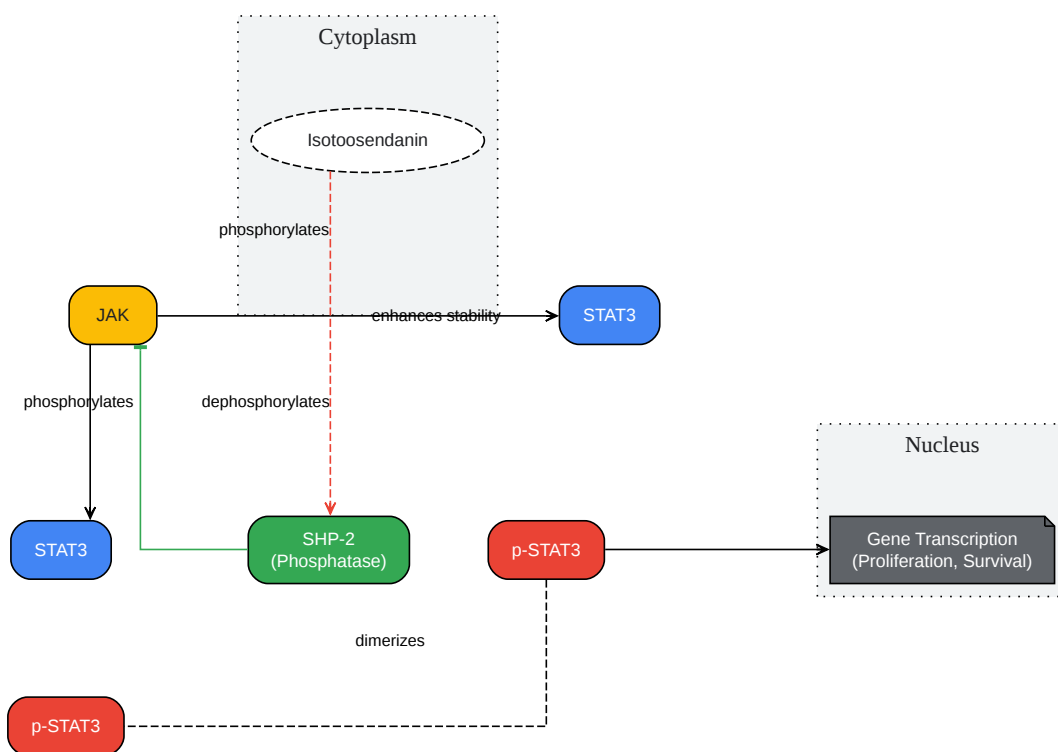 Cytoplasm
Isotoosendanin
phosphorylates
JAK
enhances stability
STAT3
phosphorylates
dephosphorylates
Nucleus
STAT3
SHP-2
(Phosphatase)
p-STAT3
Gene Transcription
(Proliferation, Survival)
dimerizes
p-STAT3